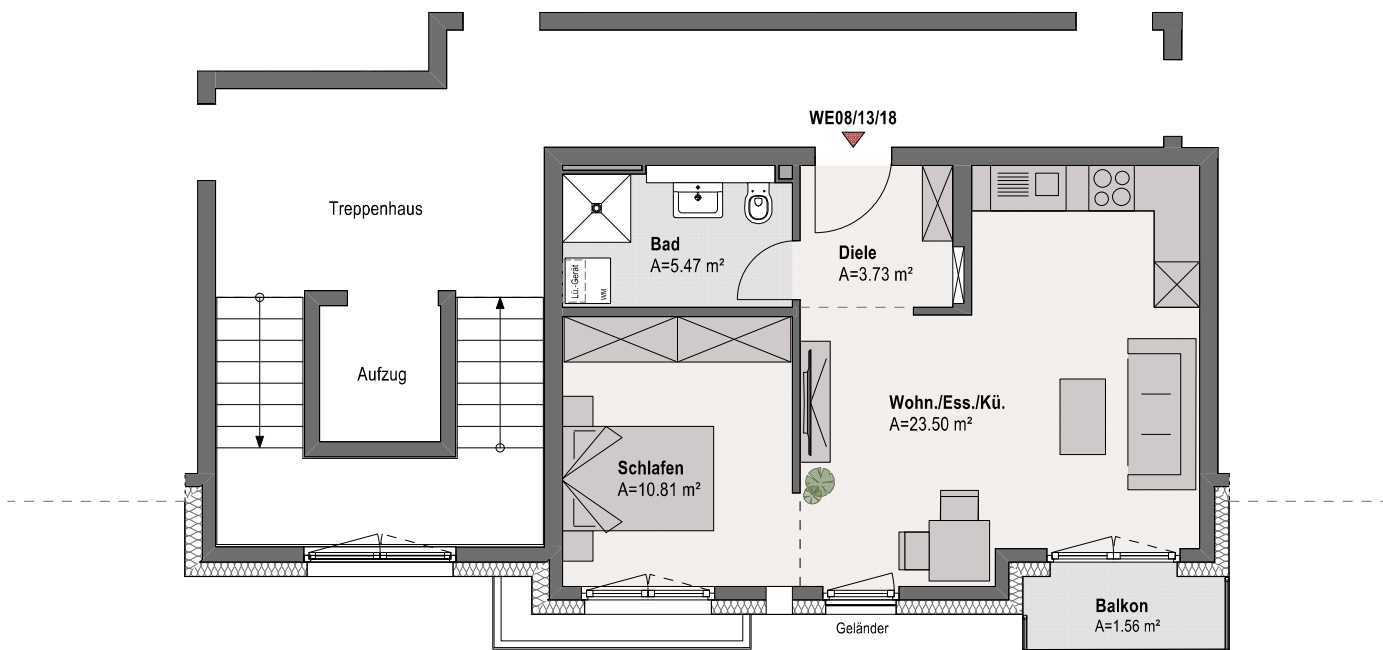 WE08/13/18
Treppenhaus
Bad
A=5.47 m²
Diele
A=3.73 m²
Lü.-Gerät
WM
Aufzug
Wohn./Ess./Kü.
A=23.50 m²
Schlafen
A=10.81 m²
Balkon
A=1.56 m²
Geländer